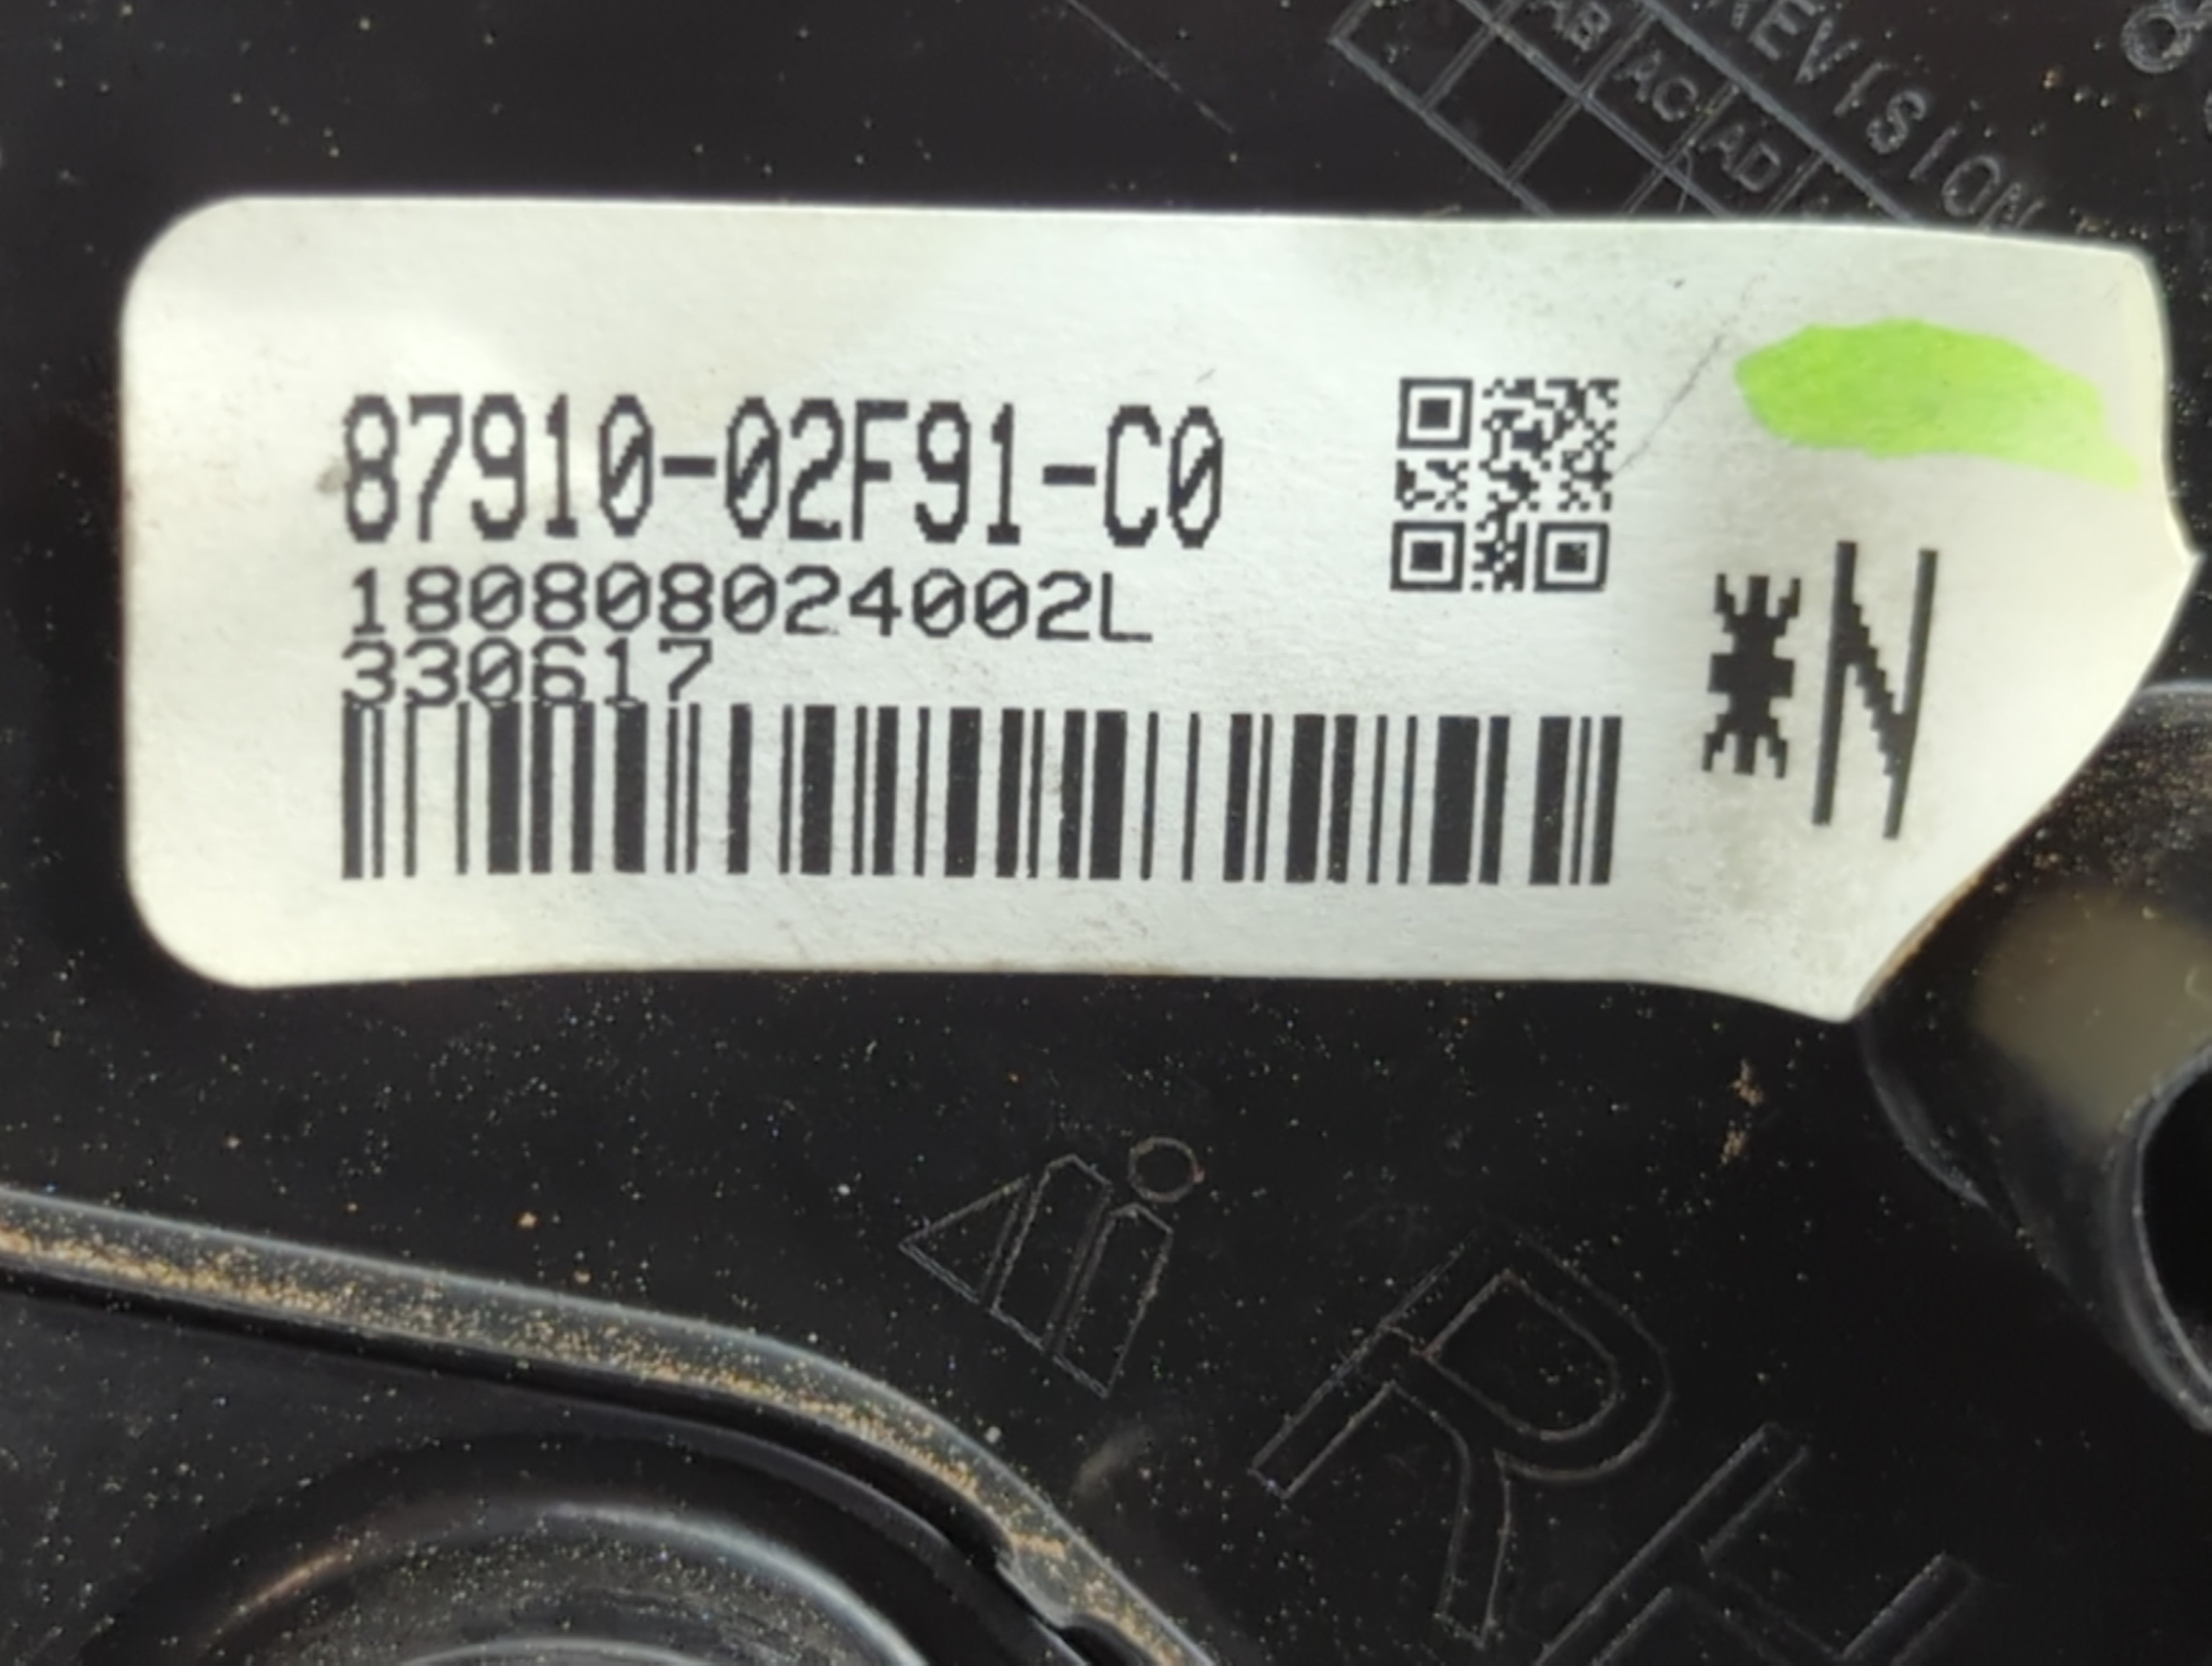 REVISION
AB AC AD
87910-02F91-C0
180808024002L
330617
*N
RH